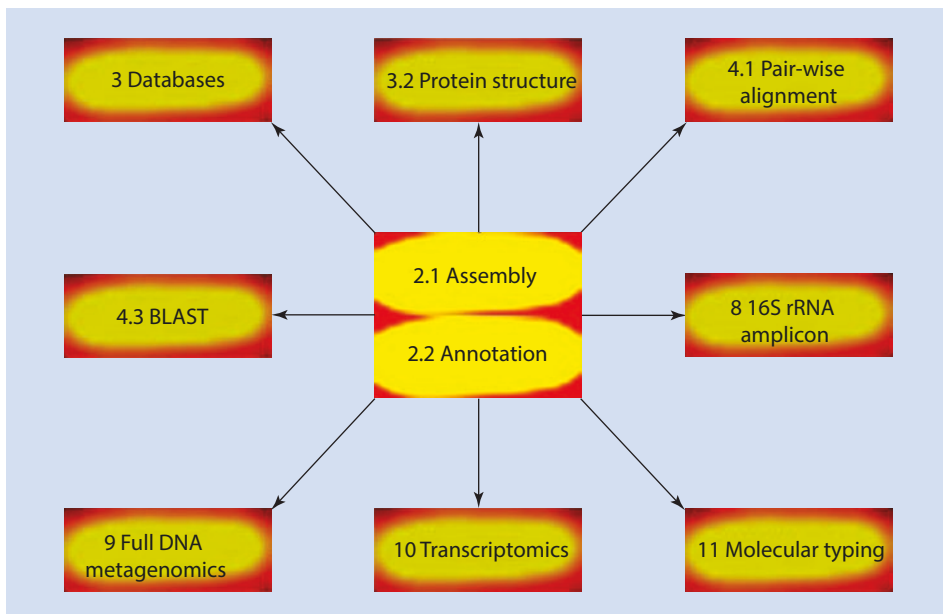 3 Databases
3.2 Protein structure
4.1 Pair-wise
alignment
2.1 Assembly
4.3 BLAST
8 16S rRNA
amplicon
2.2 Annotation
9 Full DNA
metagenomics
10 Transcriptomics
11 Molecular typing